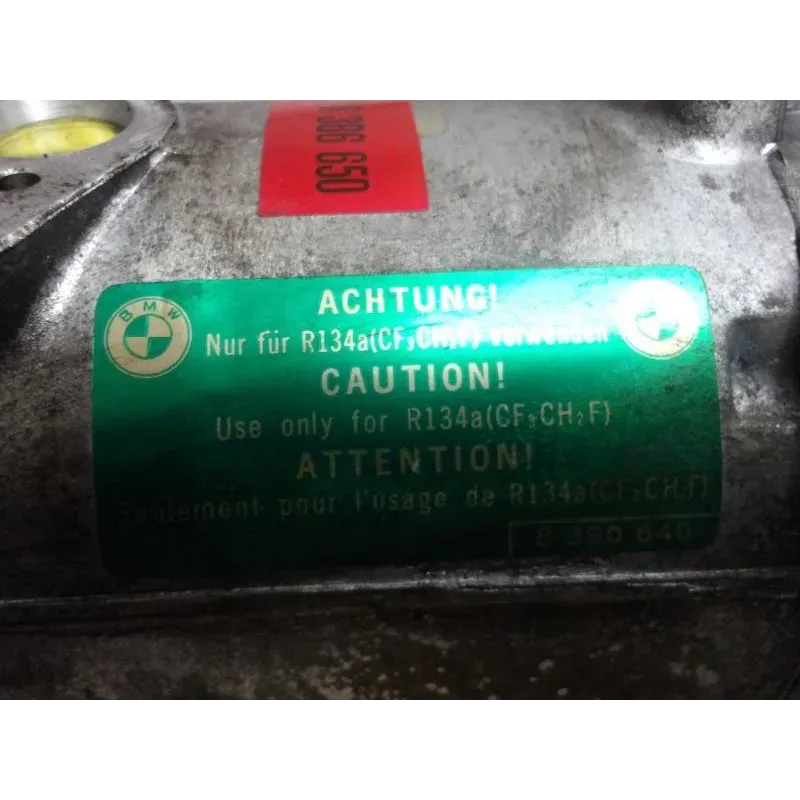 386 650
BMW
ACHTUNG!
Nur für R134a(CF₃CH₂F) verwenden
CAUTION!
Use only for R134a(CF₃CH₂F)
ATTENTION!
Seulement pour l'usage de R134a(CF₃CH₂F)
8 390 646